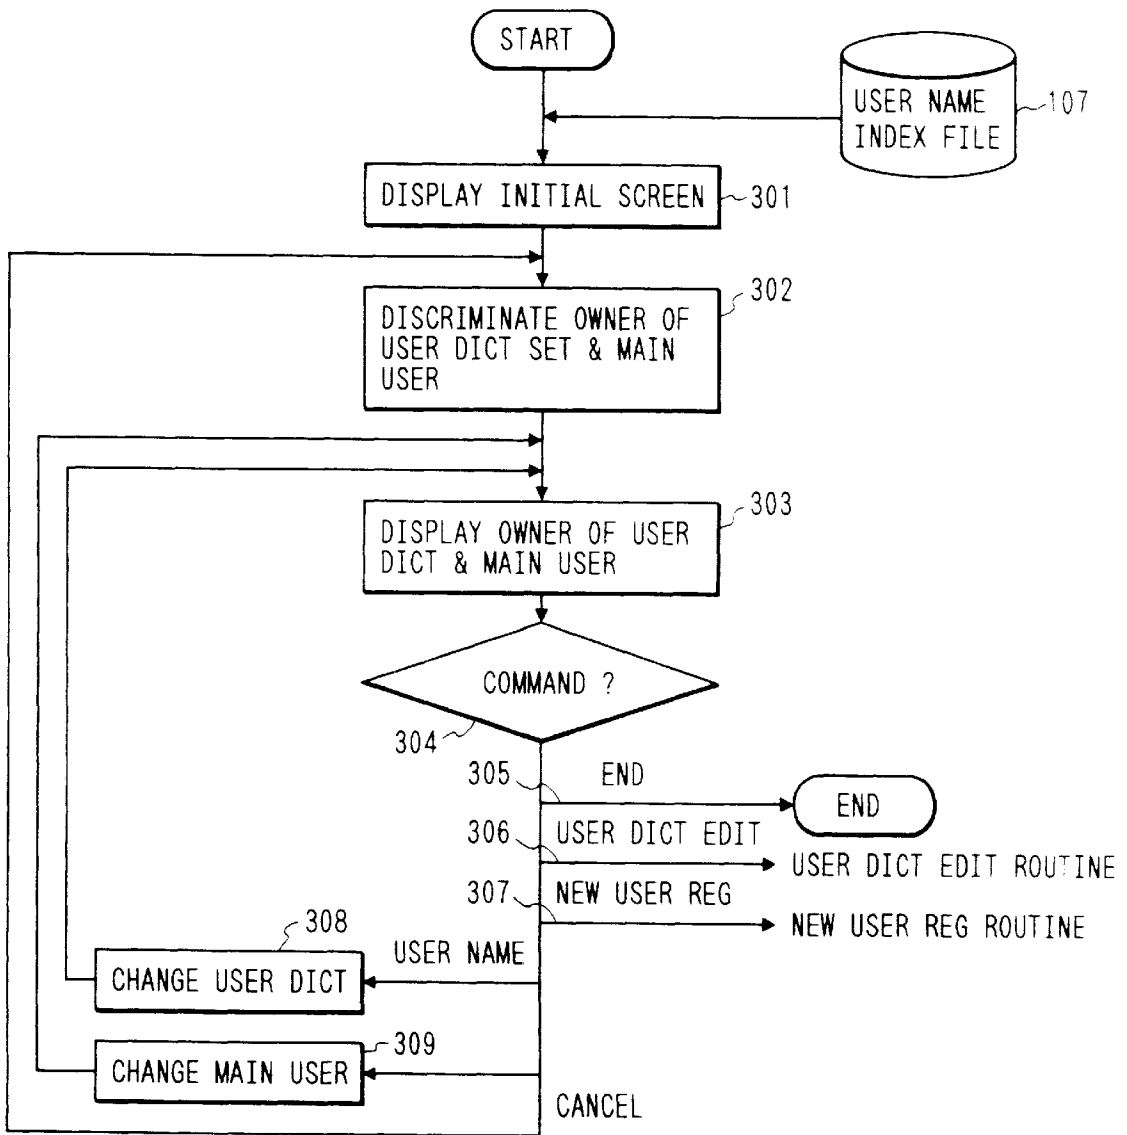 START
USER NAME
INDEX FILE
107
DISPLAY INITIAL SCREEN
301
302
DISCRIMINATE OWNER OF
USER DICT SET & MAIN
USER
303
DISPLAY OWNER OF USER
DICT & MAIN USER
COMMAND ?
304
305
END
END
306
USER DICT EDIT
USER DICT EDIT ROUTINE
307
NEW USER REG
NEW USER REG ROUTINE
308
USER NAME
CHANGE USER DICT
309
CHANGE MAIN USER
CANCEL